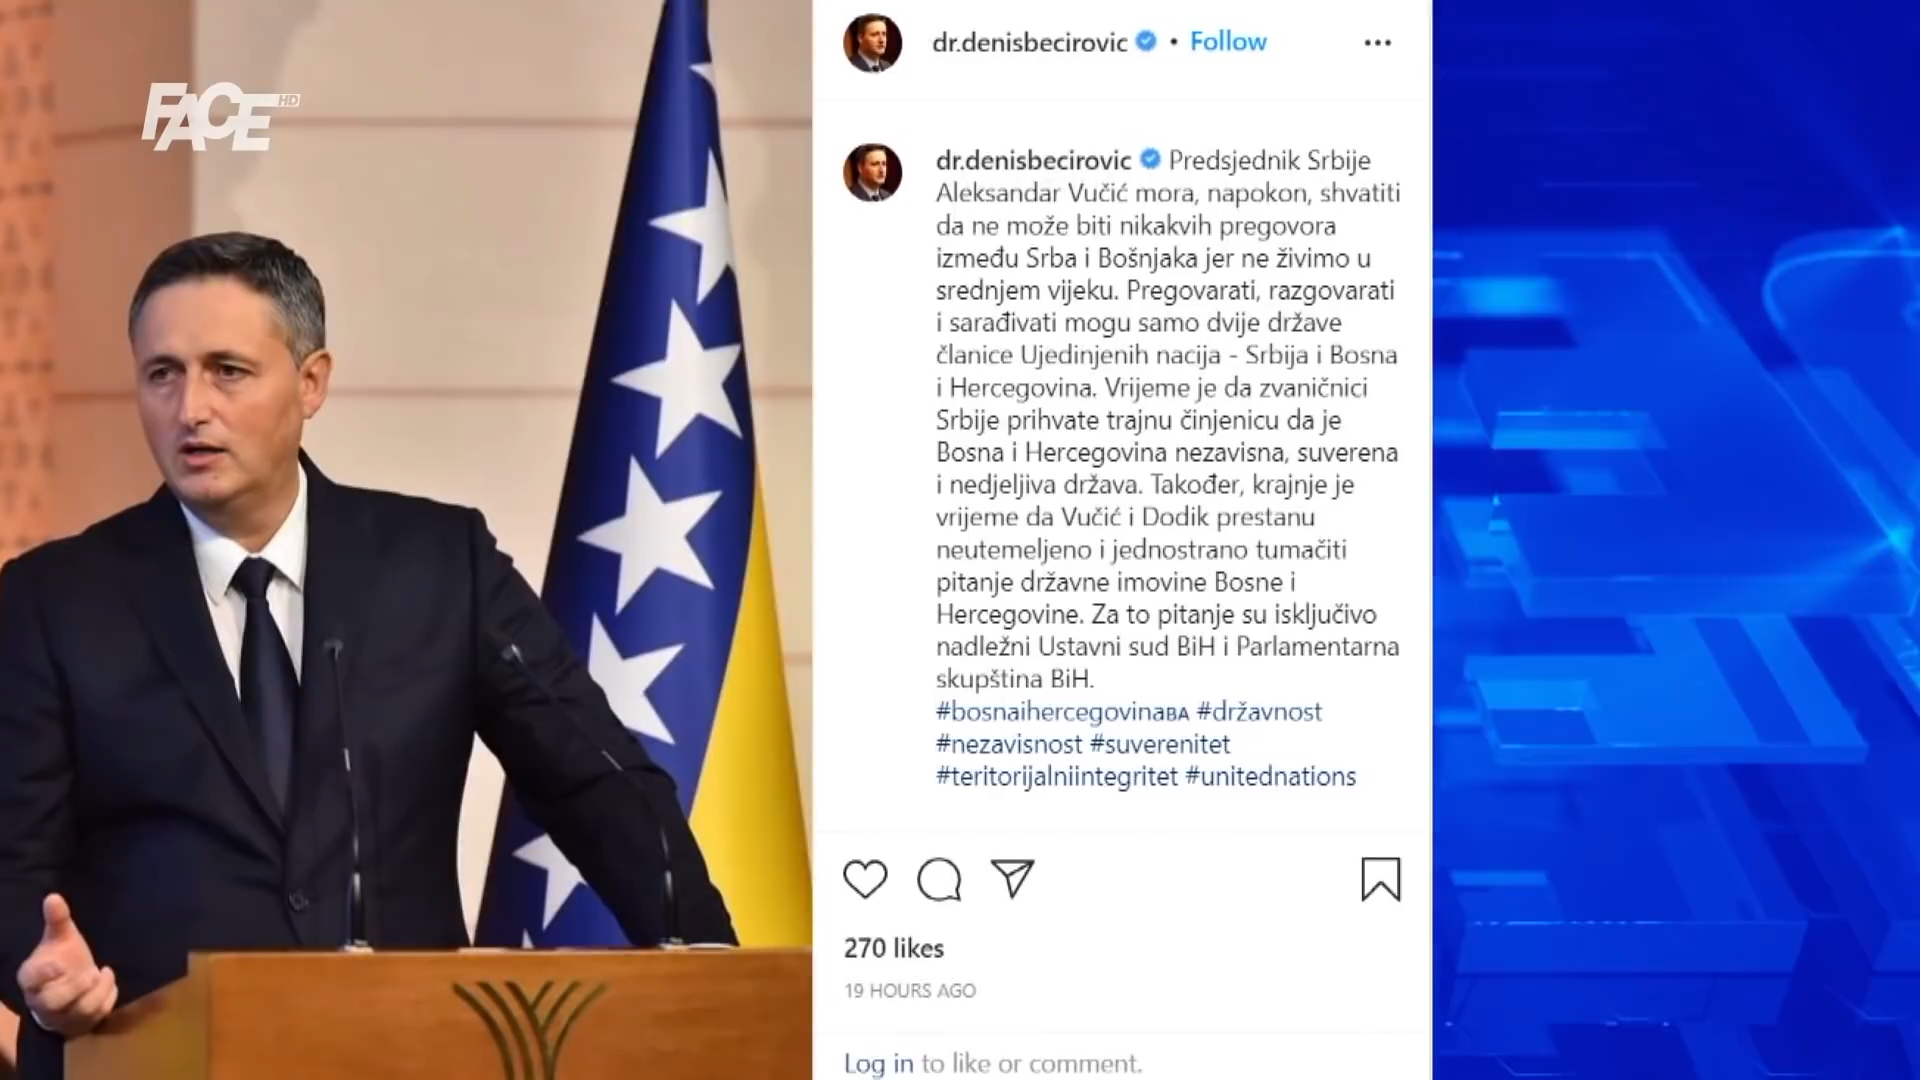 FACE HD
dr.denisbecirovic • Follow
dr.denisbecirovic Predsjednik Srbije
Aleksandar Vučić mora, napokon, shvatiti
da ne može biti nikakvih pregovora
između Srba i Bošnjaka jer ne živimo u
srednjem vijeku. Pregovarati, razgovarati
i sarađivati mogu samo dvije države
članice Ujedinjenih nacija - Srbija i Bosna
i Hercegovina. Vrijeme je da zvaničnici
Srbije prihvate trajnu činjenicu da je
Bosna i Hercegovina nezavisna, suverena
i nedjeljiva država. Također, krajnje je
vrijeme da Vučić i Dodik prestanu
neutemeljeno i jednostrano tumačiti
pitanje državne imovine Bosne i
Hercegovine. Za to pitanje su isključivo
nadležni Ustavni sud BiH i Parlamentarna
skupština BiH.
#bosnaihercegovinaʙᴀ #državnost
#nezavisnost #suverenitet
#teritorijalniintegritet #unitednations
270 likes
19 HOURS AGO
Log in to like or comment.